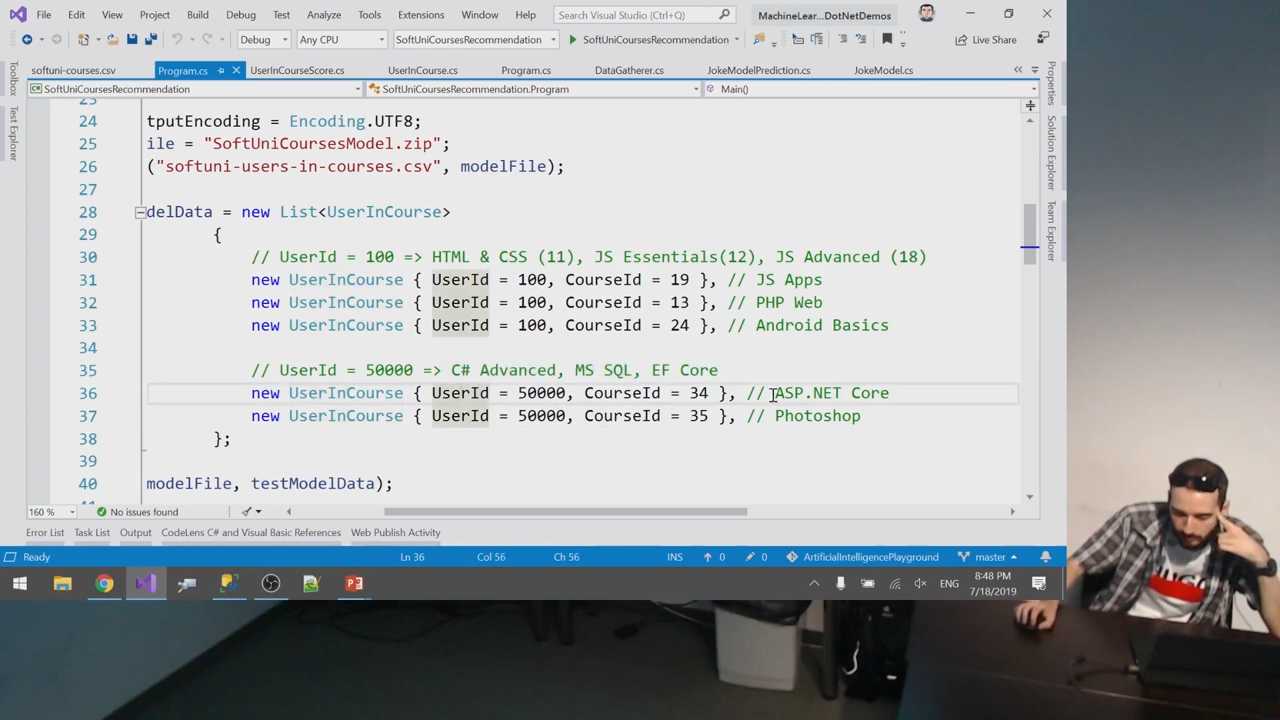 File Edit View Project Build Debug Test Analyze Tools Extensions Window Help Search Visual Studio (Ctrl+Q) MachineLear...DotNetDemos
Debug Any CPU SoftUniCoursesRecommendation SoftUniCoursesRecommendation Live Share
softuni-courses.csv Program.cs UserInCourseScore.cs UserInCourse.cs Program.cs DataGatherer.cs JokeModelPrediction.cs JokeModel.cs
SoftUniCoursesRecommendation SoftUniCoursesRecommendation.Program Main()
Toolbox
Test Explorer
Properties
Solution Explorer
Team Explorer
23
24 tputEncoding = Encoding.UTF8;
25 ile = "SoftUniCoursesModel.zip";
26 ("softuni-users-in-courses.csv", modelFile);
27
28 delData = new List<UserInCourse>
29 {
30 // UserId = 100 => HTML & CSS (11), JS Essentials(12), JS Advanced (18)
31 new UserInCourse { UserId = 100, CourseId = 19 }, // JS Apps
32 new UserInCourse { UserId = 100, CourseId = 13 }, // PHP Web
33 new UserInCourse { UserId = 100, CourseId = 24 }, // Android Basics
34
35 // UserId = 50000 => C# Advanced, MS SQL, EF Core
36 new UserInCourse { UserId = 50000, CourseId = 34 }, // ASP.NET Core
37 new UserInCourse { UserId = 50000, CourseId = 35 }, // Photoshop
38 };
39
40 modelFile, testModelData);
160 % No issues found
Error List Task List Output CodeLens C# and Visual Basic References Web Publish Activity
Ready Ln 36 Col 56 Ch 56 INS 0 0 ArtificialIntelligencePlayground master
ENG 8:48 PM
7/18/2019